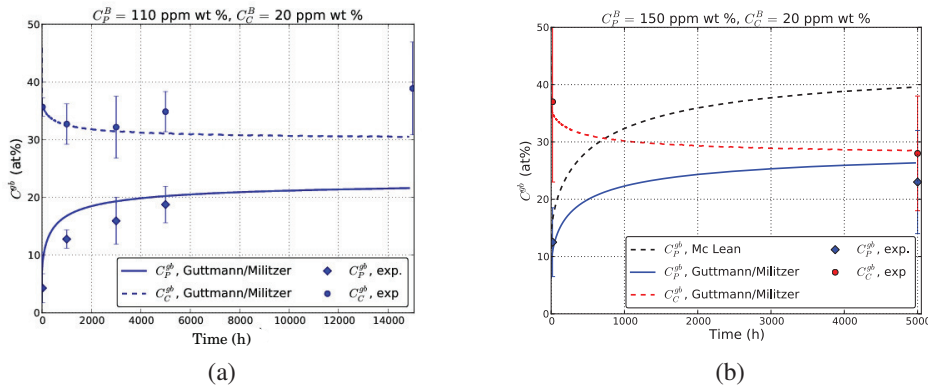 C_P^B = 110 ppm wt %, C_C^B = 20 ppm wt %
50
40
30
20
10
0
C^gb (at%)
C_P^gb, Guttmann/Militzer
C_C^gb, Guttmann/Militzer
C_P^gb, exp.
C_C^gb, exp
0 2000 4000 6000 8000 10000 12000 14000
Time (h)
(a)
C_P^B = 150 ppm wt %, C_C^B = 20 ppm wt %
50
40
30
20
10
0
C^gb (at%)
C_P^gb, Mc Lean
C_P^gb, Guttmann/Militzer
C_C^gb, Guttmann/Militzer
C_P^gb, exp.
C_C^gb, exp
0 1000 2000 3000 4000 5000
Time (h)
(b)